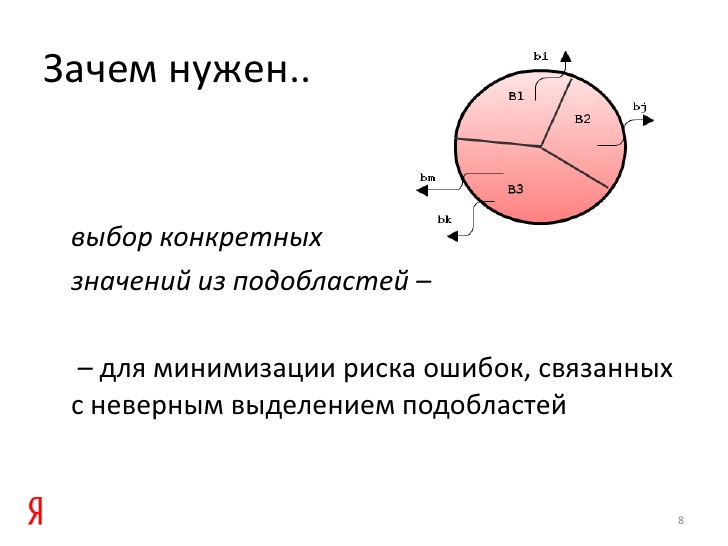 Зачем нужен..
bi
B1
bj
B2
bm
B3
bk
выбор конкретных
значений из подобластей –
– для минимизации риска ошибок, связанных
с неверным выделением подобластей
Я
8